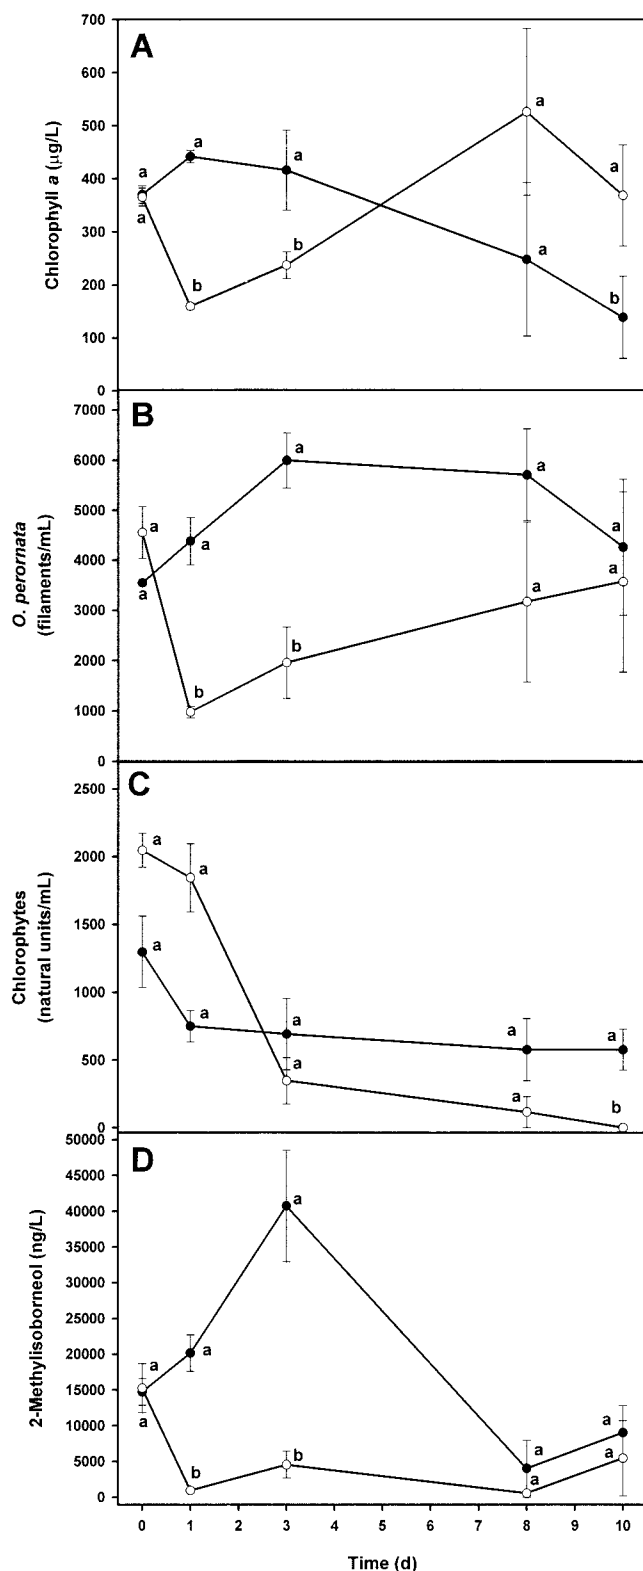 A
Chlorophyll a (µg/L)
700
600
500
400
300
200
100
0
a
a
a
b
a
b
a
a
a
b
B
O. perornata
(filaments/mL)
6000
5000
4000
3000
2000
1000
0
a
a
a
b
a
b
a
a
a
a
C
Chlorophytes
(natural units/mL)
2500
2000
1500
1000
500
0
a
a
a
a
a
a
a
a
a
b
D
2-Methylisoborneol (ng/L)
50000
45000
40000
35000
30000
25000
20000
15000
10000
5000
0
a
a
a
b
a
b
a
a
a
a
0 1 2 3 4 5 6 7 8 9 10
Time (d)